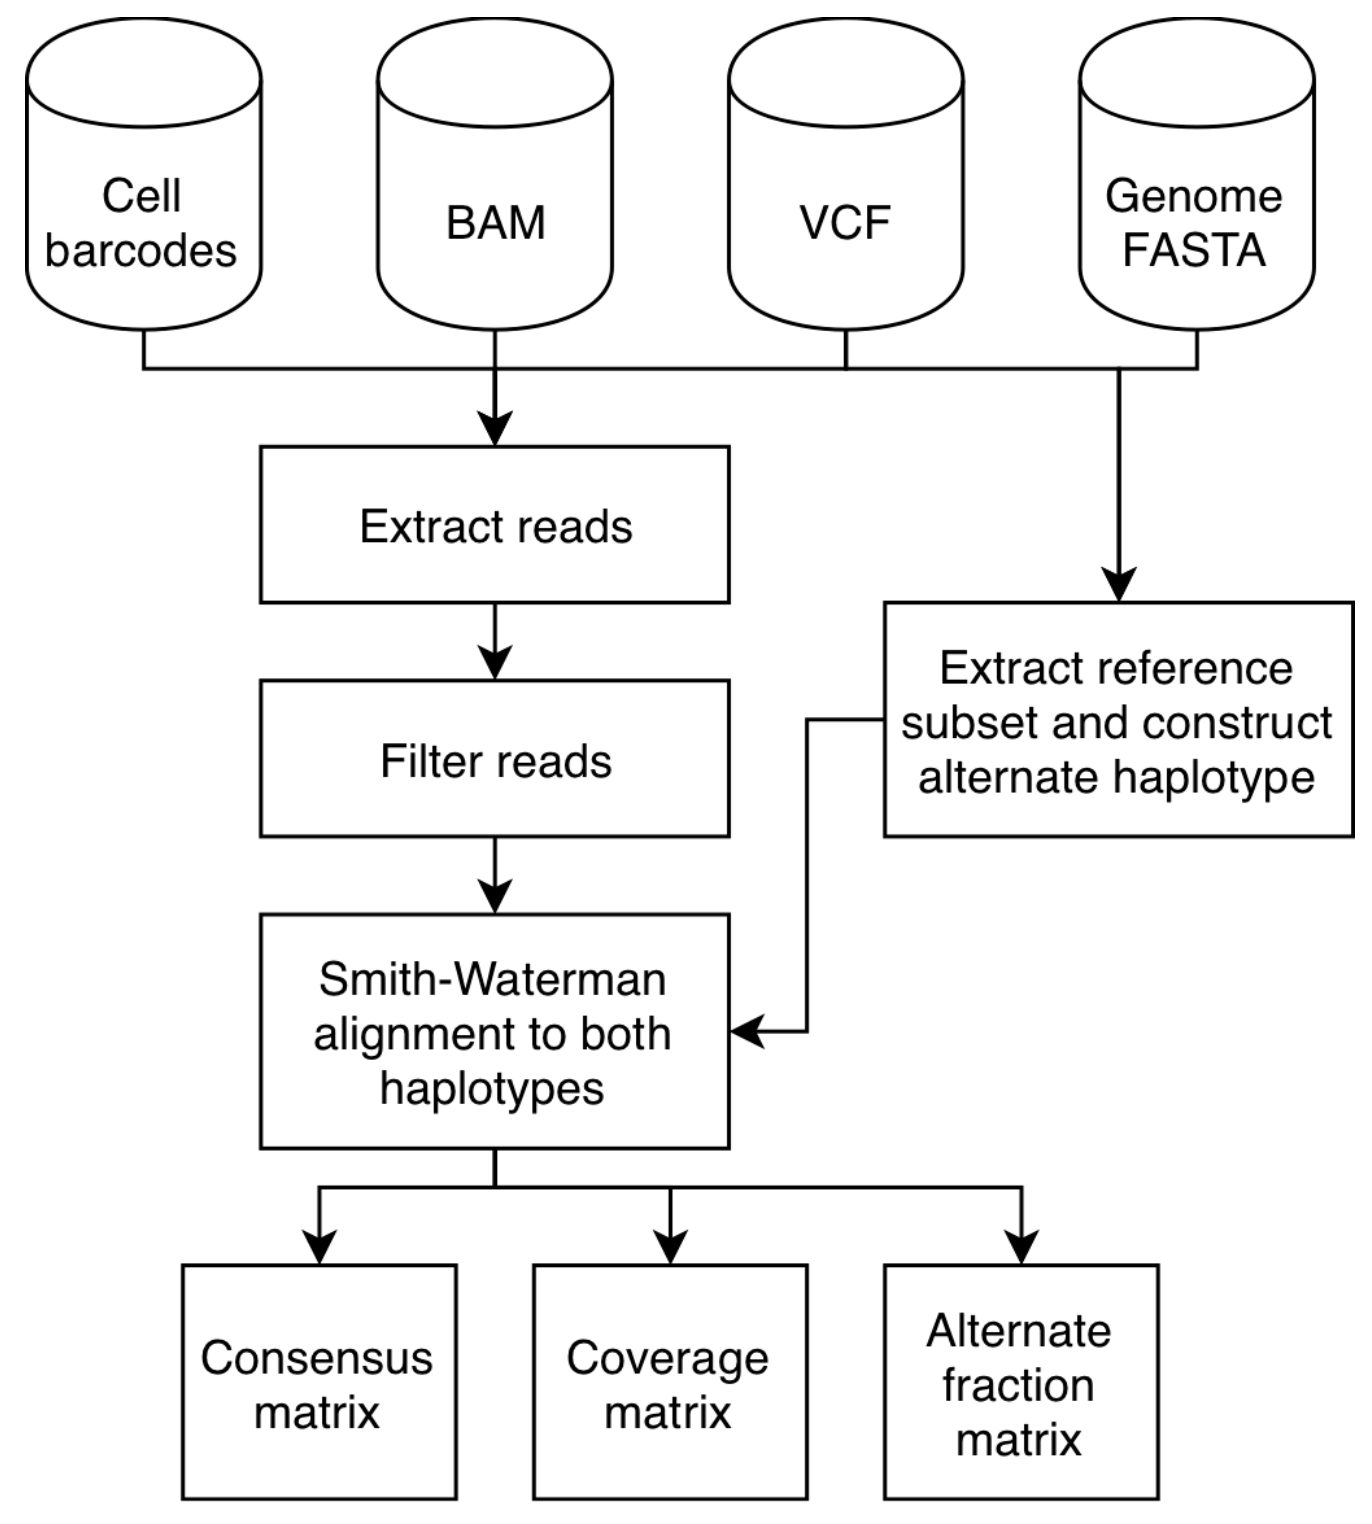 Cell
barcodes
BAM
VCF
Genome
FASTA
Extract reads
Filter reads
Extract reference
subset and construct
alternate haplotype
Smith-Waterman
alignment to both
haplotypes
Consensus
matrix
Coverage
matrix
Alternate
fraction
matrix